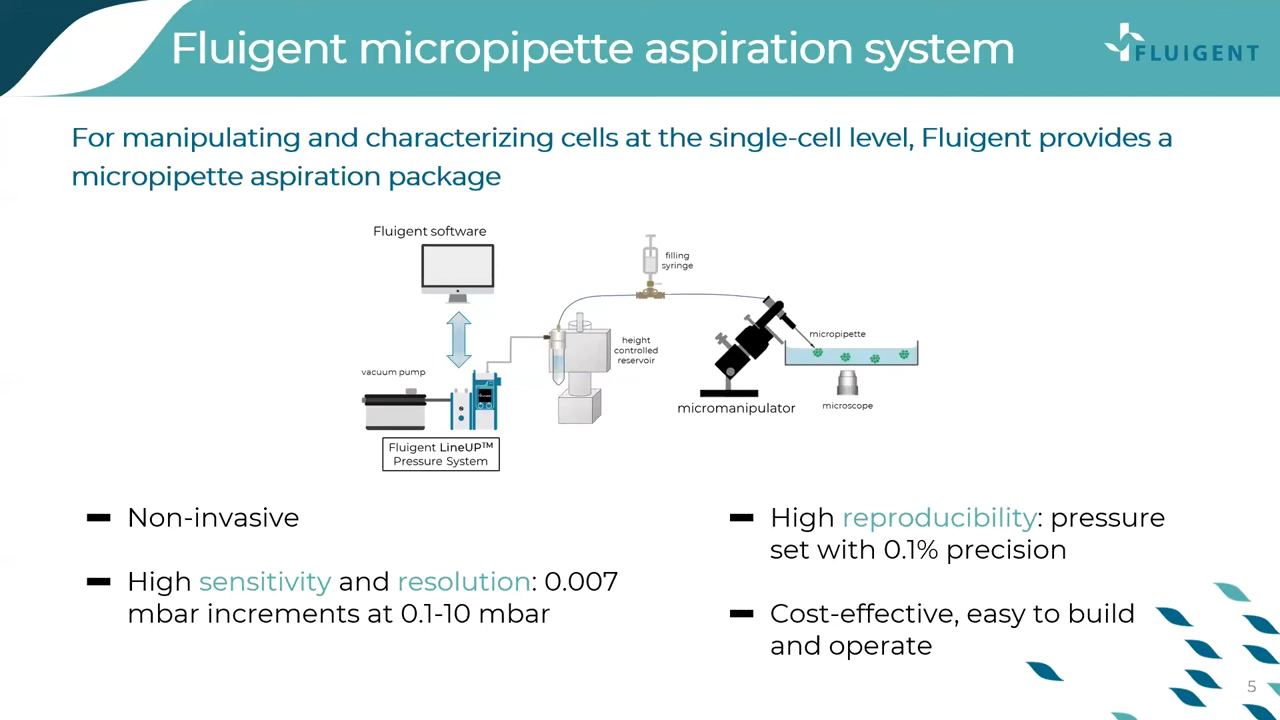 Fluigent micropipette aspiration system
FLUIGENT
For manipulating and characterizing cells at the single-cell level, Fluigent provides a
micropipette aspiration package
Fluigent software
filling
syringe
height
controlled
reservoir
micropipette
vacuum pump
micromanipulator
microscope
Fluigent LineUP™
Pressure System
Non-invasive
High sensitivity and resolution: 0.007
mbar increments at 0.1-10 mbar
High reproducibility: pressure
set with 0.1% precision
Cost-effective, easy to build
and operate
5